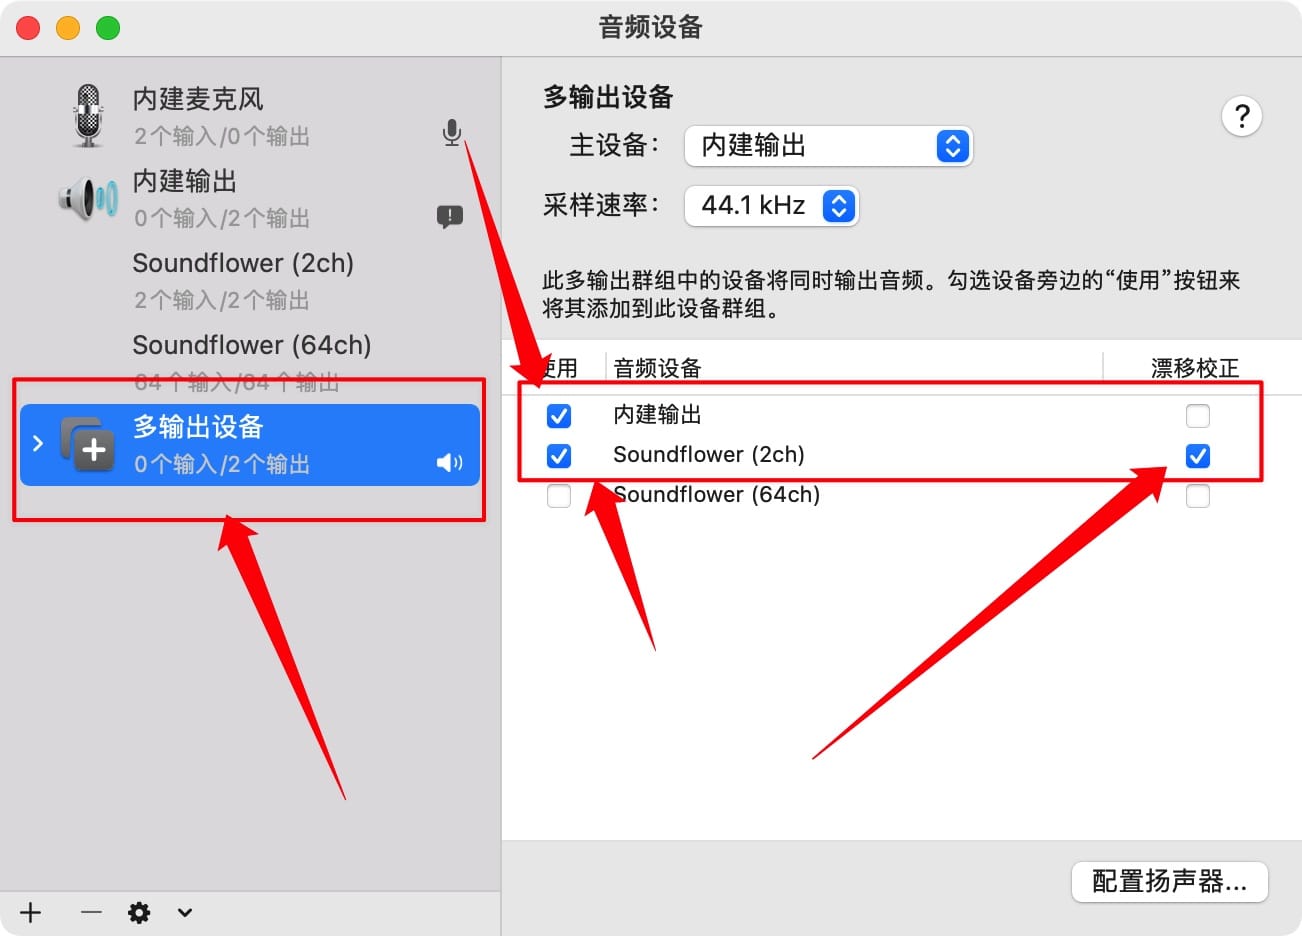 音频设备
内建麦克风
2个输入/0个输出
内建输出
0个输入/2个输出
Soundflower (2ch)
2个输入/2个输出
Soundflower (64ch)
64个输入/64个输出
多输出设备
0个输入/2个输出
多输出设备
?
主设备：
内建输出
采样速率：
44.1 kHz
此多输出群组中的设备将同时输出音频。勾选设备旁边的“使用”按钮来
将其添加到此设备群组。
使用 音频设备 漂移校正
内建输出
Soundflower (2ch)
Soundflower (64ch)
配置扬声器...